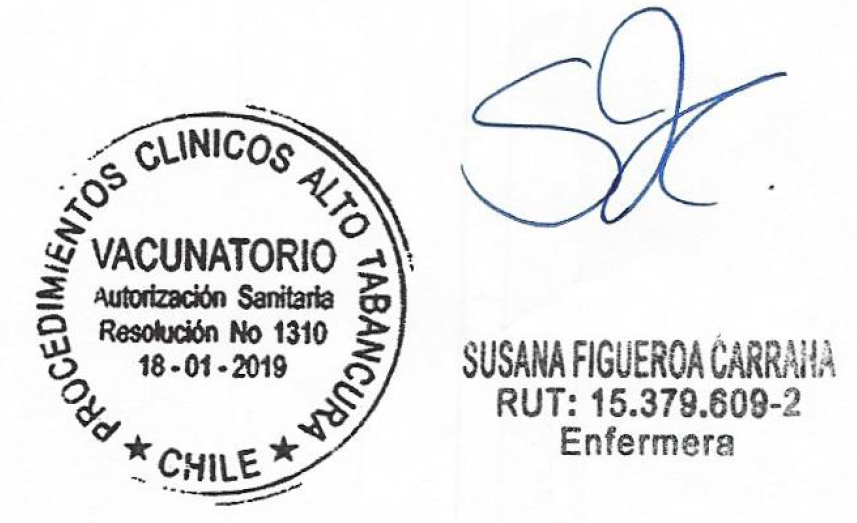 PROCEDIMIENTOS CLINICOS ALTO TABANCURA
VACUNATORIO
Autorización Sanitaria
Resolución No 1310
18-01-2019
★ CHILE ★
SUSANA FIGUEROA
RUT: 15.379.609-2
Enfermera